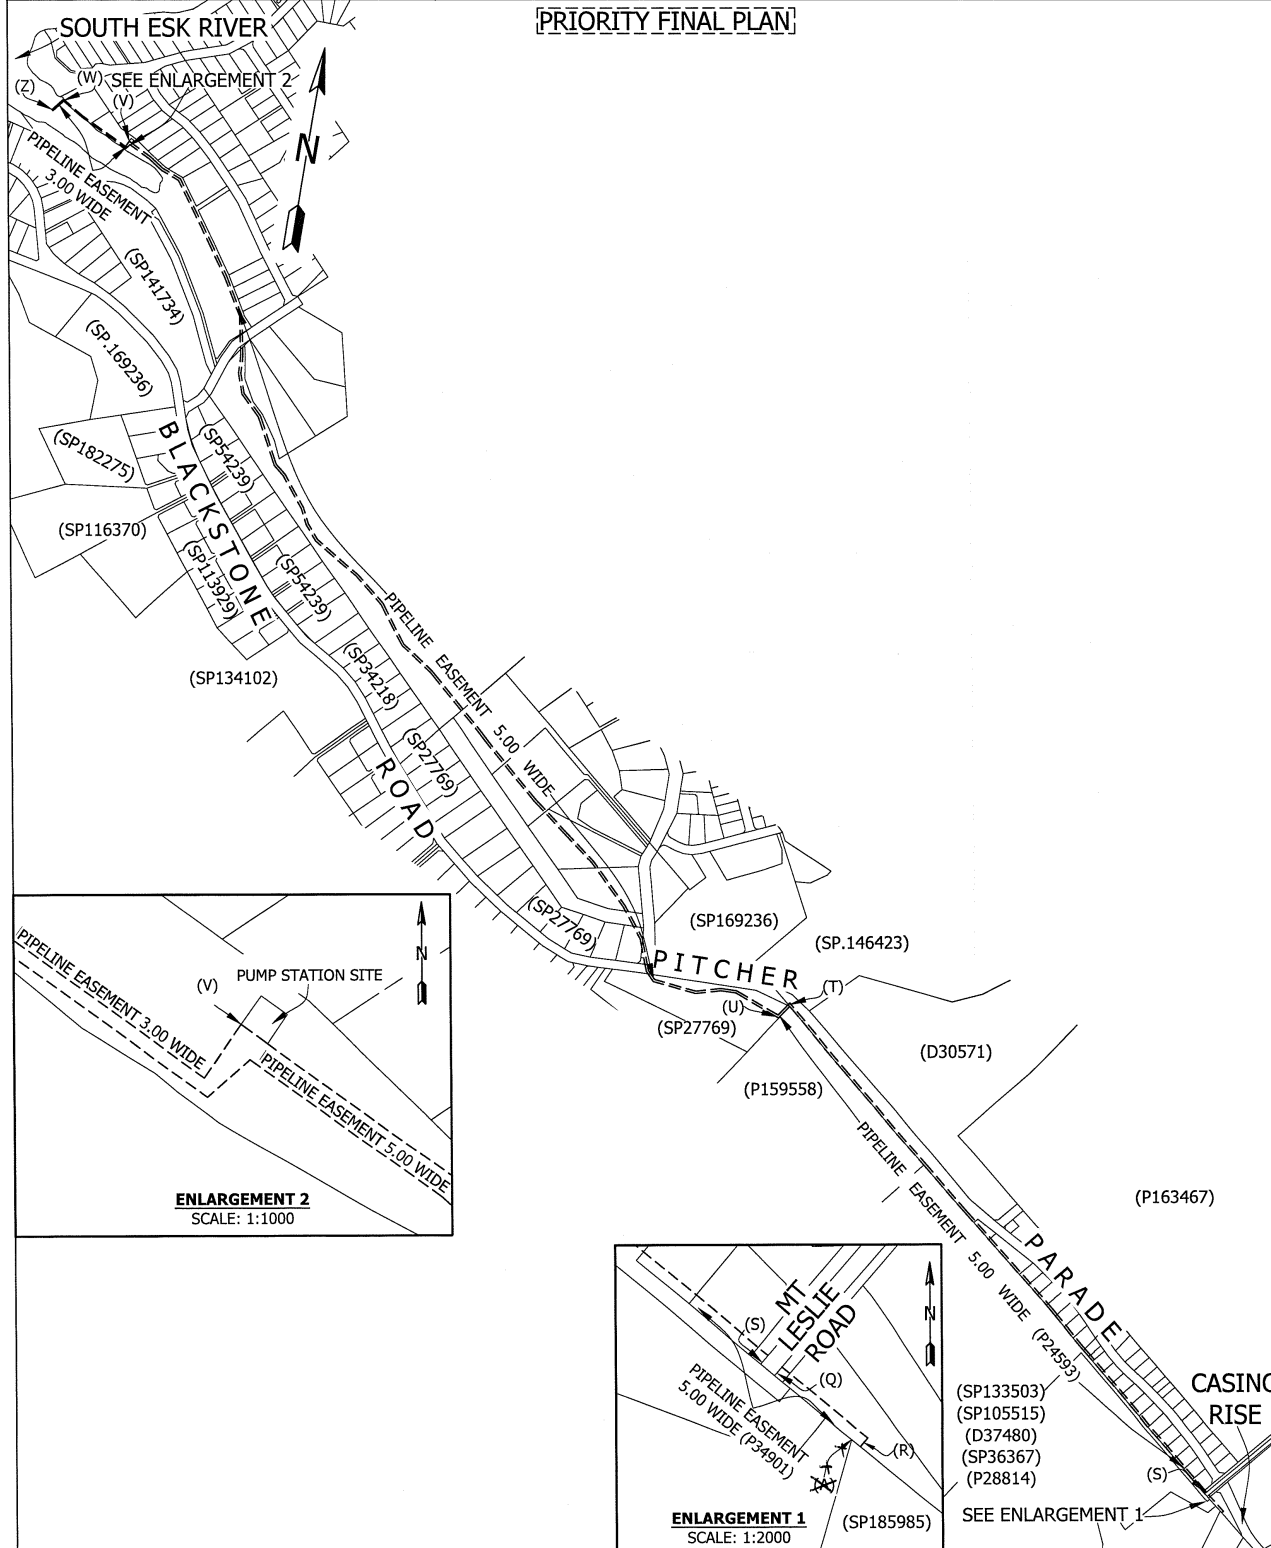 PRIORITY FINAL PLAN
SOUTH ESK RIVER
(Z)
(W)
SEE ENLARGEMENT 2
(V)
N
PIPELINE EASEMENT
3.00 WIDE
(SP141734)
(SP.169236)
(SP182275)
(SP54239)
(SP116370)
(SP113929)
(SP54239)
BLACKSTONE
(SP134102)
(SP34218)
PIPELINE EASEMENT 5.00 WIDE
(SP27769)
ROAD
(SP27769)
(SP169236)
(SP.146423)
PITCHER
(T)
(U)
(SP27769)
(D30571)
(P159558)
PIPELINE EASEMENT 5.00 WIDE (P24593)
(P163467)
PARADE
CASINO
RISE
(SP133503)
(SP105515)
(D37480)
(SP36367)
(P28814)
(S)
SEE ENLARGEMENT 1
PIPELINE EASEMENT 3.00 WIDE
(V)
PUMP STATION SITE
N
PIPELINE EASEMENT 5.00 WIDE
ENLARGEMENT 2
SCALE: 1:1000
MT
LESLIE
ROAD
N
(S)
(Q)
PIPELINE EASEMENT
5.00 WIDE (P34901)
(R)
(SP185985)
ENLARGEMENT 1
SCALE: 1:2000